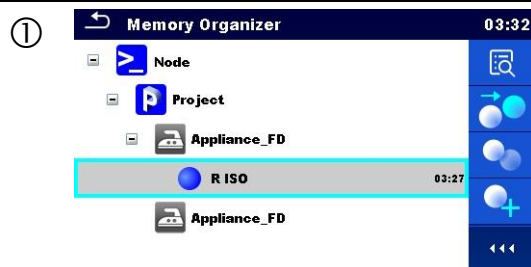 ①
Memory Organizer 03:32
Node
Project
Appliance_FD
R ISO 03:27
Appliance_FD